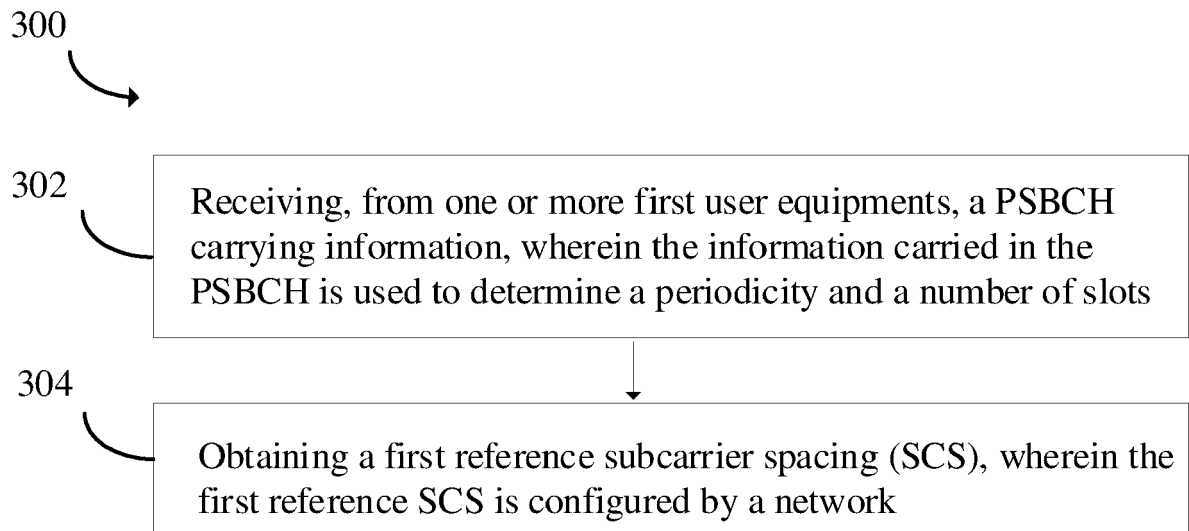 300
302
Receiving, from one or more first user equipments, a PSBCH
carrying information, wherein the information carried in the
PSBCH is used to determine a periodicity and a number of slots
304
Obtaining a first reference subcarrier spacing (SCS), wherein the
first reference SCS is configured by a network